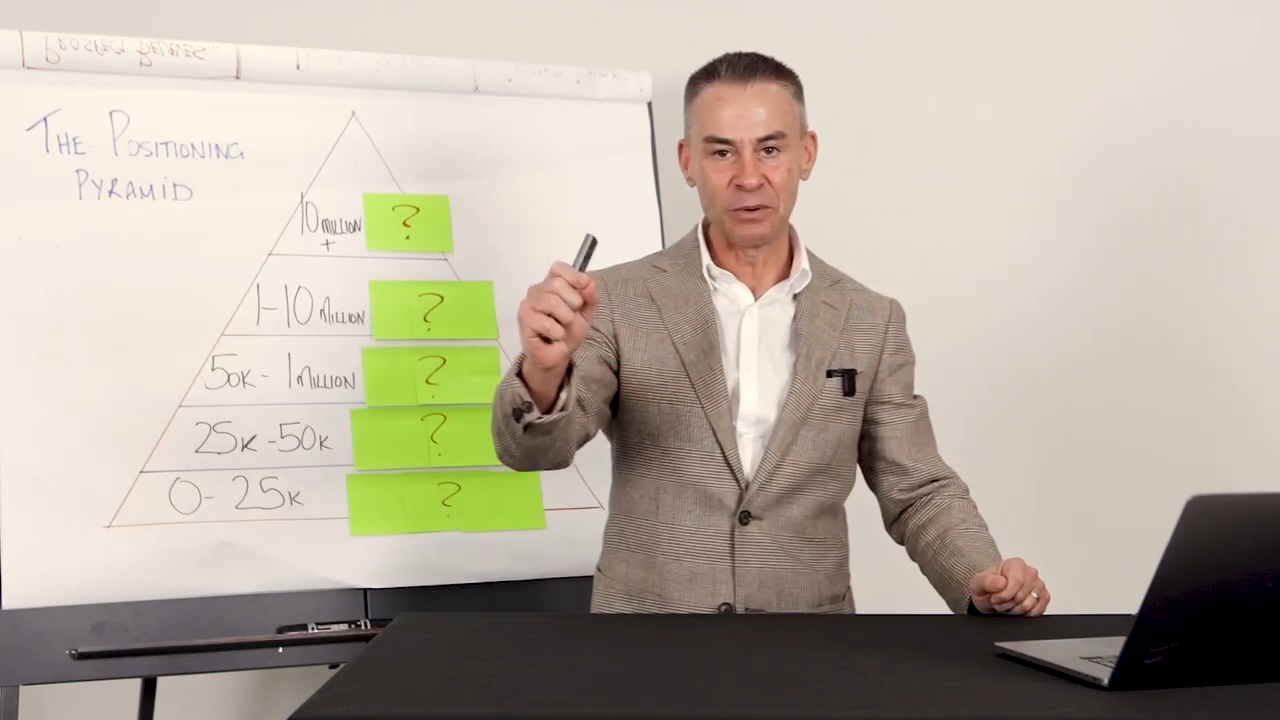 THE POSITIONING
PYRAMID
10 MILLION
+
?
1-10 MILLION
?
50K - 1 MILLION
?
25K - 50K
?
0 - 25K
?